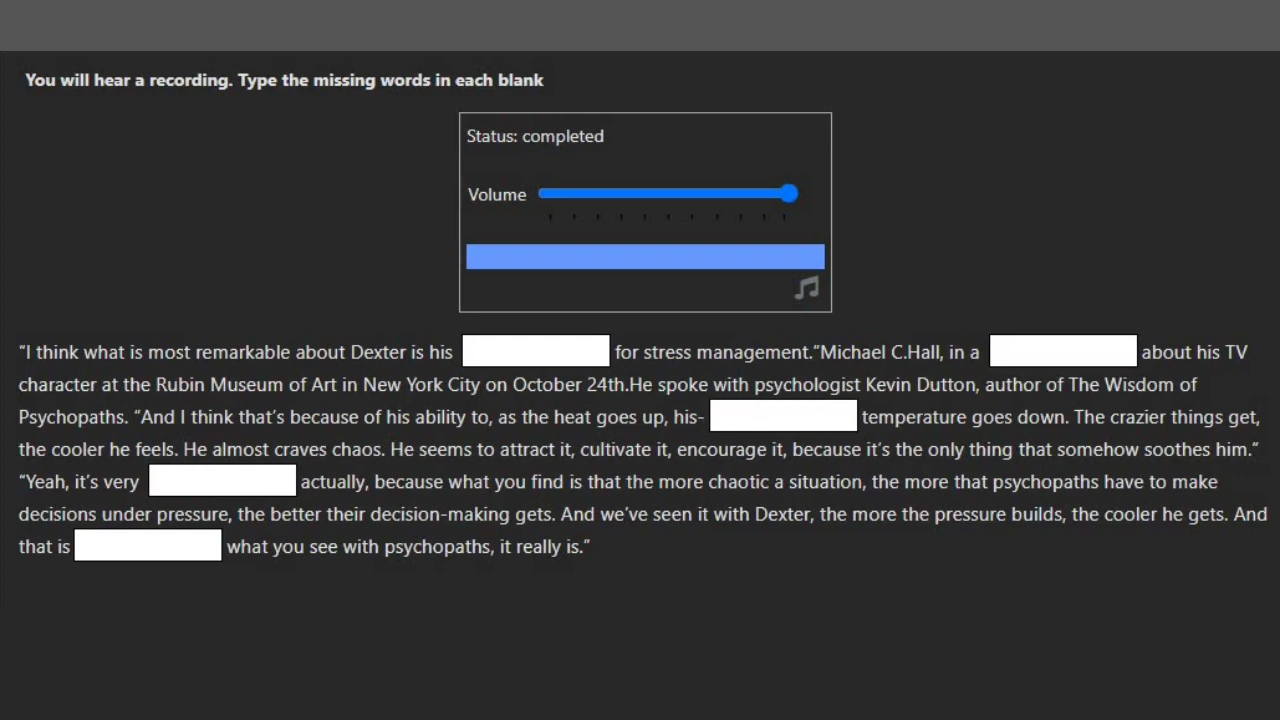 You will hear a recording. Type the missing words in each blank
Status: completed
Volume
“I think what is most remarkable about Dexter is his for stress management.”Michael C.Hall, in a about his TV
character at the Rubin Museum of Art in New York City on October 24th.He spoke with psychologist Kevin Dutton, author of The Wisdom of
Psychopaths. “And I think that’s because of his ability to, as the heat goes up, his- temperature goes down. The crazier things get,
the cooler he feels. He almost craves chaos. He seems to attract it, cultivate it, encourage it, because it’s the only thing that somehow soothes him.”
“Yeah, it’s very actually, because what you find is that the more chaotic a situation, the more that psychopaths have to make
decisions under pressure, the better their decision-making gets. And we’ve seen it with Dexter, the more the pressure builds, the cooler he gets. And
that is what you see with psychopaths, it really is.”